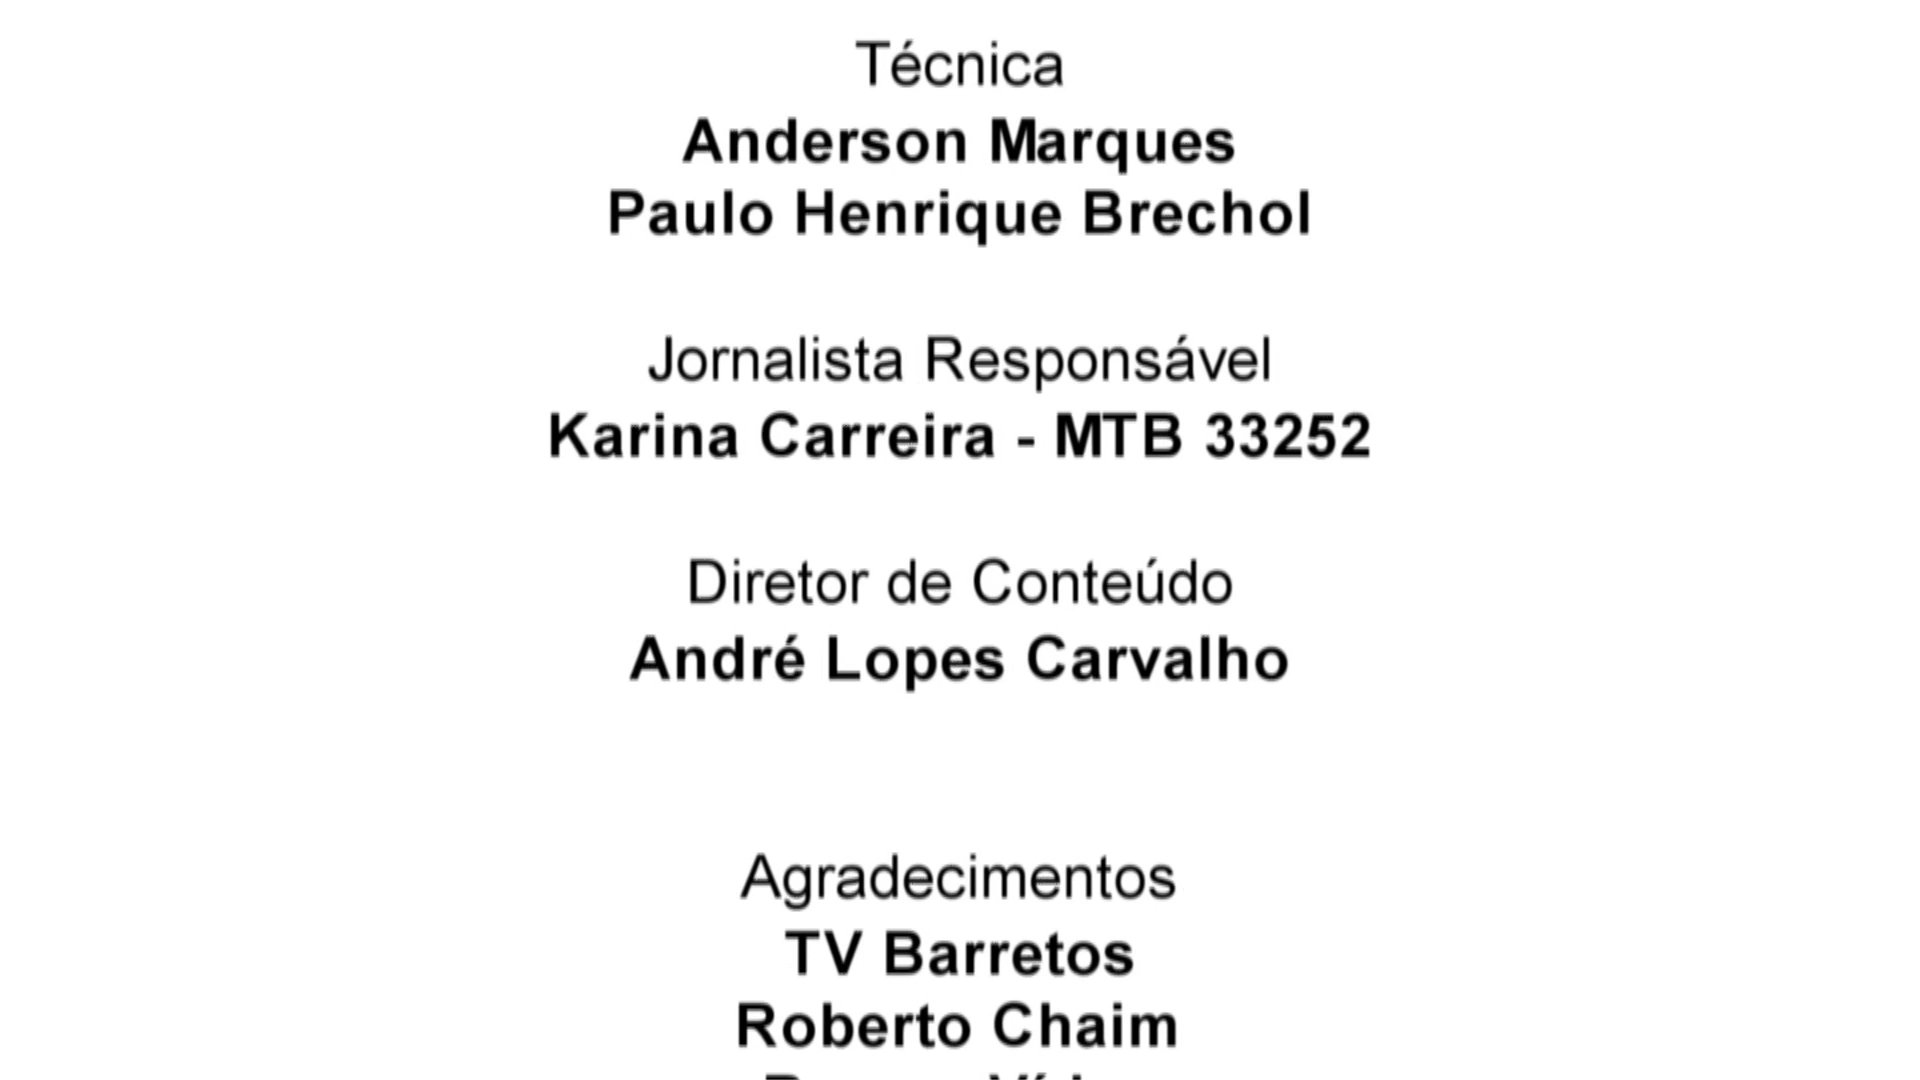 Técnica
Anderson Marques
Paulo Henrique Brechol
Jornalista Responsável
Karina Carreira - MTB 33252
Diretor de Conteúdo
André Lopes Carvalho
Agradecimentos
TV Barretos
Roberto Chaim